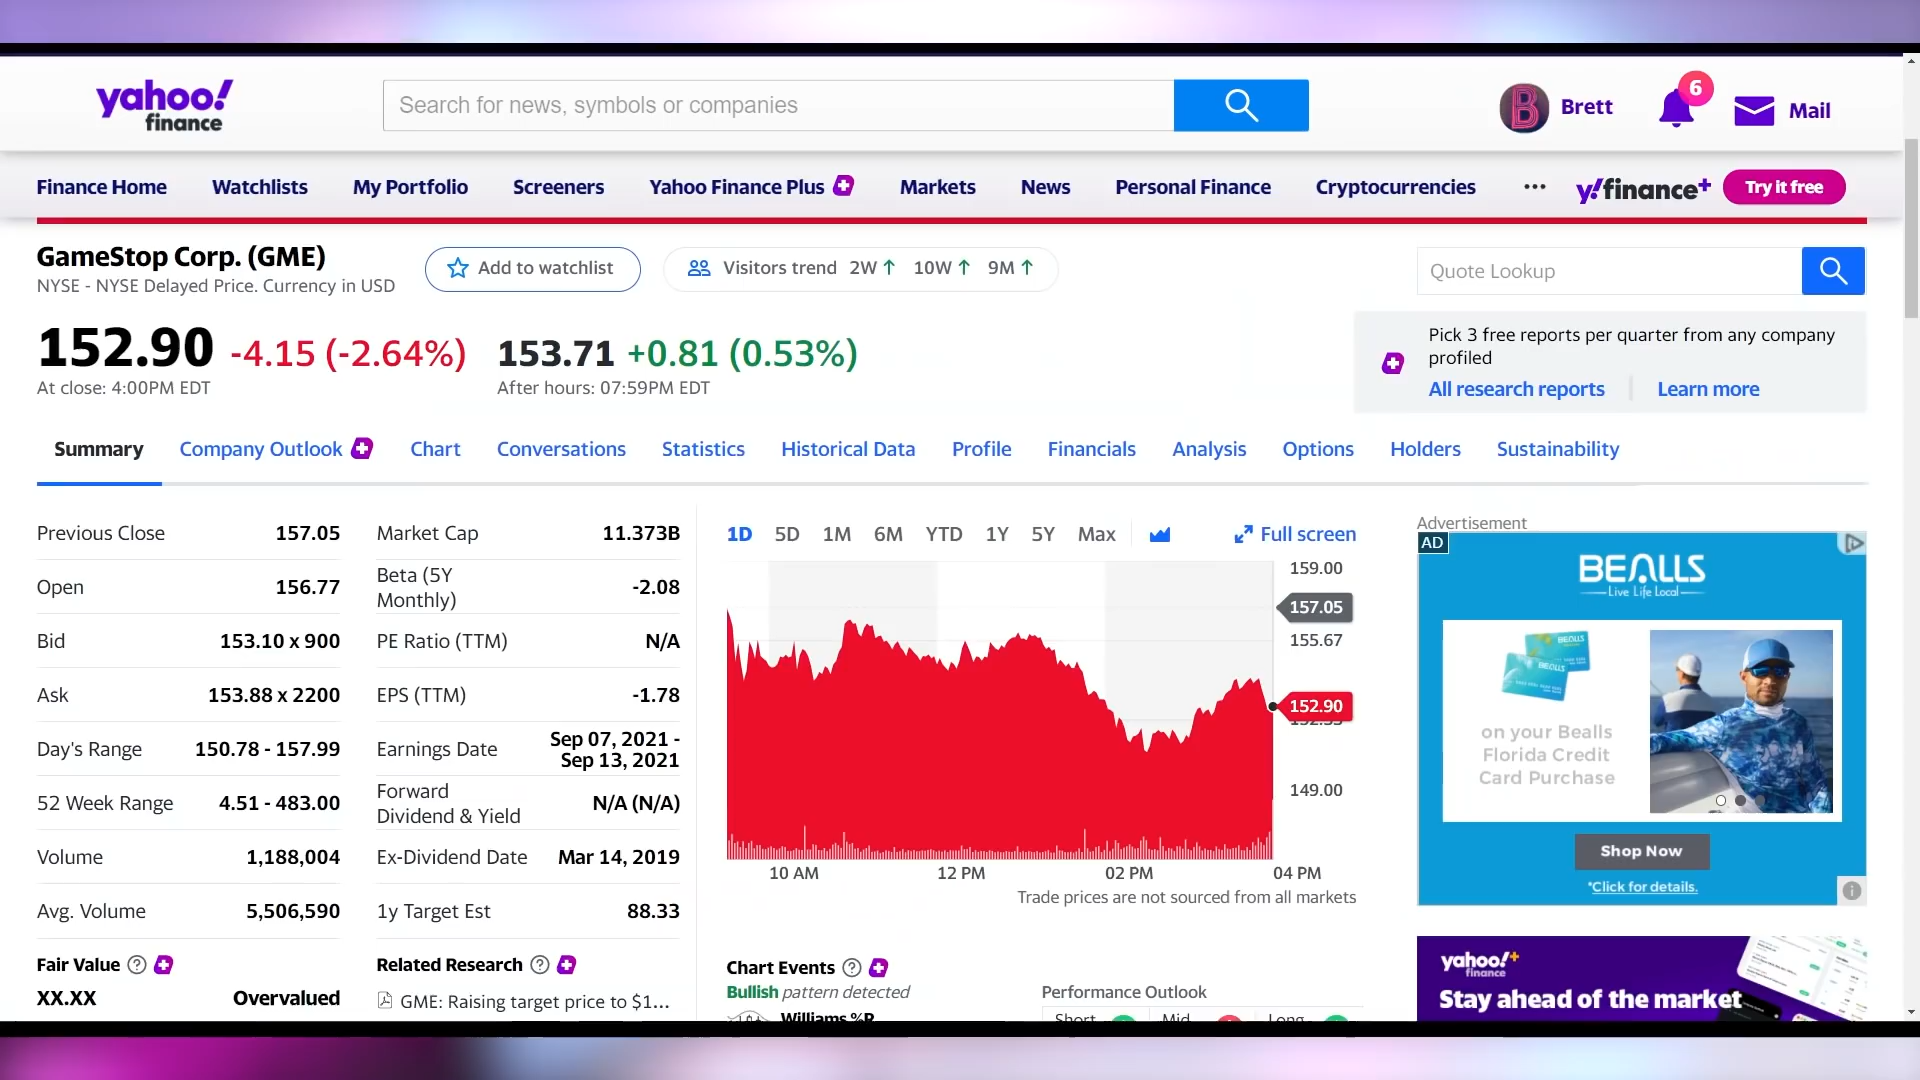 yahoo!
finance
Search for news, symbols or companies
B
Brett
6
Mail
Finance Home
Watchlists
My Portfolio
Screeners
Yahoo Finance Plus
Markets
News
Personal Finance
Cryptocurrencies
...
y!finance+
Try it free
GameStop Corp. (GME)
NYSE - NYSE Delayed Price. Currency in USD
Add to watchlist
Visitors trend 2W↑ 10W↑ 9M↑
Quote Lookup
152.90 -4.15 (-2.64%)
At close: 4:00PM EDT
153.71 +0.81 (0.53%)
After hours: 07:59PM EDT
Pick 3 free reports per quarter from any company
profiled
All research reports
Learn more
Summary
Company Outlook
Chart
Conversations
Statistics
Historical Data
Profile
Financials
Analysis
Options
Holders
Sustainability
Previous Close 157.05
Open 156.77
Bid 153.10 x 900
Ask 153.88 x 2200
Day's Range 150.78 - 157.99
52 Week Range 4.51 - 483.00
Volume 1,188,004
Avg. Volume 5,506,590
Fair Value ?
XX.XX Overvalued
Market Cap 11.373B
Beta (5Y
Monthly) -2.08
PE Ratio (TTM) N/A
EPS (TTM) -1.78
Earnings Date Sep 07, 2021 -
Sep 13, 2021
Forward
Dividend & Yield N/A (N/A)
Ex-Dividend Date Mar 14, 2019
1y Target Est 88.33
Related Research ?
GME: Raising target price to $1...
1D 5D 1M 6M YTD 1Y 5Y Max
Full screen
159.00
157.05
155.67
152.90
149.00
10 AM
12 PM
02 PM
04 PM
Trade prices are not sourced from all markets
Chart Events ?
Bullish pattern detected
Williams %R
Performance Outlook
Short
Mid
Long
Advertisement
AD
BEALLS
Live Life Local
BEALLS
BEALLS
on your Bealls
Florida Credit
Card Purchase
Shop Now
*Click for details.
yahoo!+
finance
Stay ahead of the market